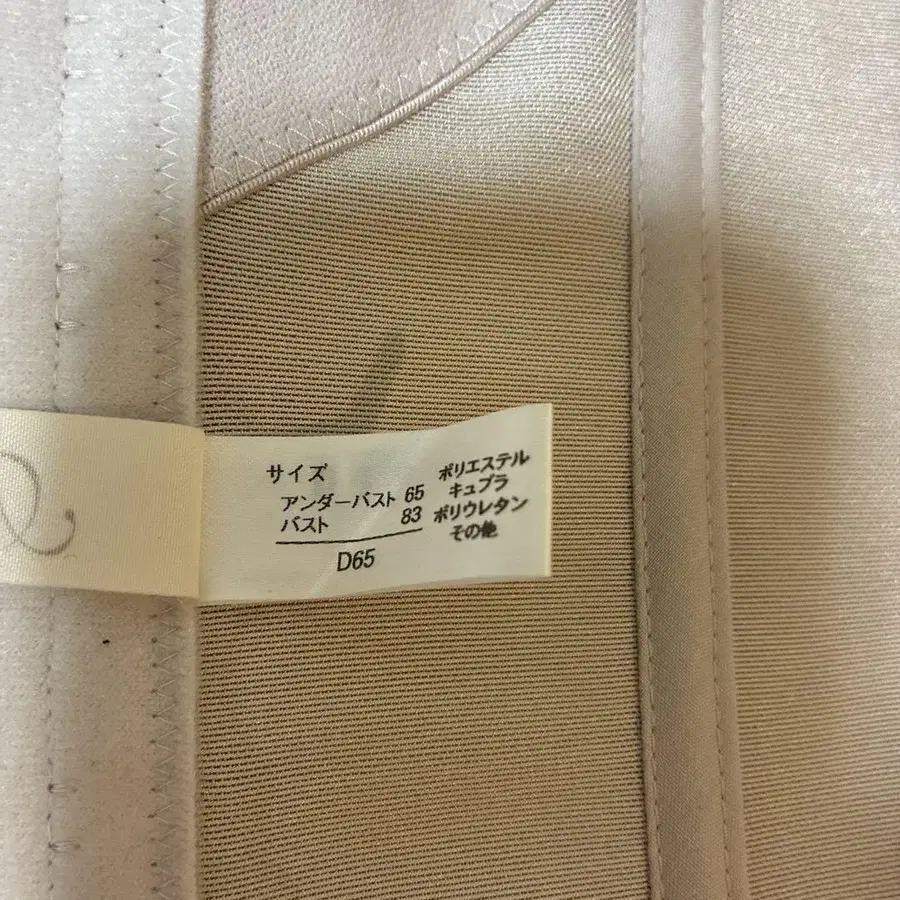 サイズ
アンダーバスト 65
バスト 83
D65
ポリエステル
キュプラ
ポリウレタン
その他